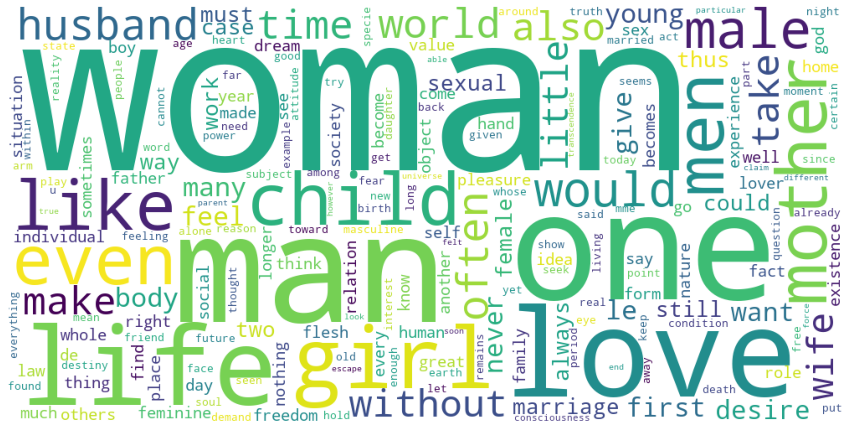 husband
must
case
time
world
also
young
male
woman
boy
age
state
reality
people
cannot
heart
dream
good
attitude
far
work
year
made
need
power
see
example
try
society
specie
value
sexual
come
back
become
daughter
object
hand
given
able
little
transcendence
around
truth
sex
married
act
give
seems
becomes
today
men
particular
night
god
thus
home
part
moment
certain
take
experience
well
since
lover
claim
different
mother
situation
within
arm
word
sometimes
way
father
play
u
true
like
many
feel
child
subject
among
get
fear
new
birth
long
universe
however
parent
pleasure
whose
would
could
already
individual
feeling
alone
reason
toward
masculine
self
felt
often
female
said
mme
go
question
existence
even
man
one
social
thought
longer
think
relation
interest
look
know
another
yet
show
idea
seek
living
say
point
form
nature
fact
make
body
never
always
real
le
still
want
wife
everything
mean
whole
right
two
flesh
human
soon
remains
family
period
eye
keep
condition
free
force
life
de
friend
future
girl
love
law
destiny
find
place
face
day
seen
nothing
old
escape
every
enough
great
earth
end
away
role
found
thing
soul
let
death
much
others
feminine
demand
freedom
hold
without
marriage
consciousness
first
desire
put